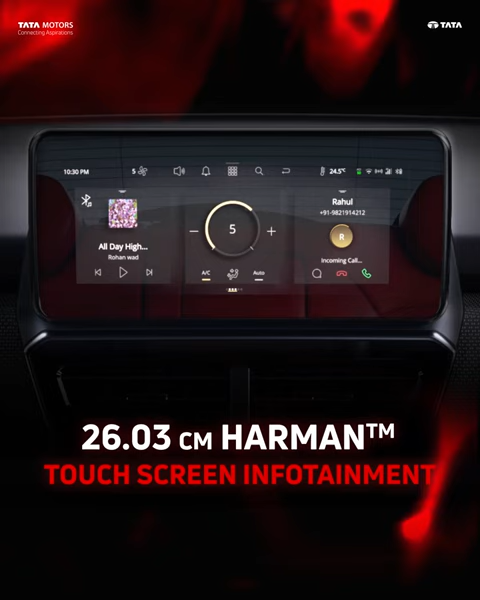 TATA MOTORS
Connecting Aspirations
TATA
10:30 PM
5
24.5°C
All Day High...
Rohan wad
5
A/C
Auto
Rahul
+91-9821914212
R
Incoming Call...
26.03 CM HARMAN™
TOUCH SCREEN INFOTAINMENT